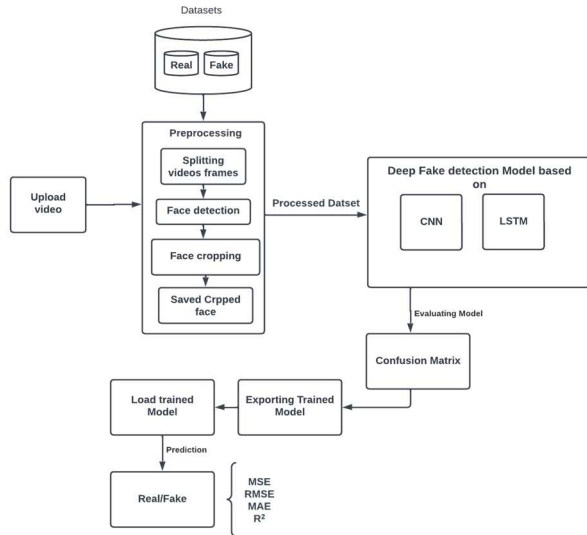 Datasets
Real
Fake
Preprocessing
Splitting
videos frames
Face detection
Face cropping
Saved Crpped
face
Upload
video
Processed Datset
Deep Fake detection Model based
on
CNN
LSTM
Evaluating Model
Confusion Matrix
Exporting Trained
Model
Load trained
Model
Prediction
Real/Fake
MSE
RMSE
MAE
R²